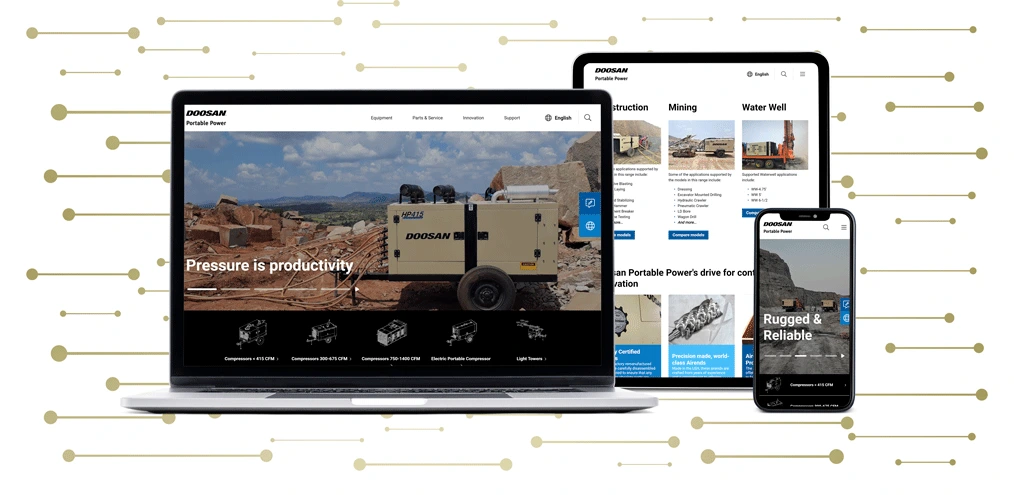 DOOSAN
Portable Power
Equipment
Parts & Service
Innovation
Support
English
HP415
DOOSAN
Pressure is productivity
Compressors < 415 CFM
Compressors 300-675 CFM
Compressors 750-1400 CFM
Electric Portable Compressor
Light Towers
DOOSAN
Portable Power
English
struction
Mining
Water Well
Some of the applications supported by
the models in this range include:
Dressing
Excavator Mounted Drilling
Hydraulic Crawler
Pneumatic Crawler
LD Bore
Wagon Drill
And more...
Compare models
Supported Waterwell applications
include:
WW 4.75"
WW 5"
WW 6-1/2"
e models
san Portable Power's drive for cont
vation
y Certified
Precision made, world-
class Airends
DOOSAN
Portable Power
Rugged &
Reliable
Compressors < 415 CFM